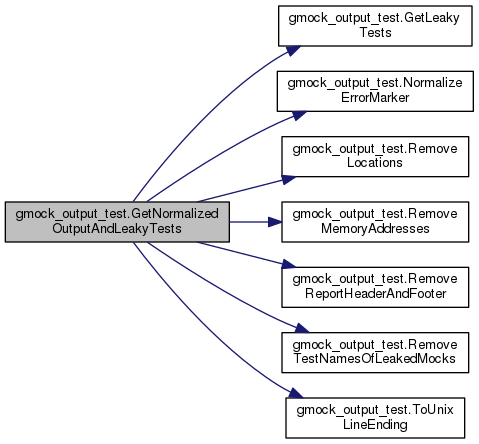 gmock_output_test.GetLeaky
Tests
gmock_output_test.Normalize
ErrorMarker
gmock_output_test.Remove
Locations
gmock_output_test.GetNormalized
OutputAndLeakyTests
gmock_output_test.Remove
MemoryAddresses
gmock_output_test.Remove
ReportHeaderAndFooter
gmock_output_test.Remove
TestNamesOfLeakedMocks
gmock_output_test.ToUnix
LineEnding